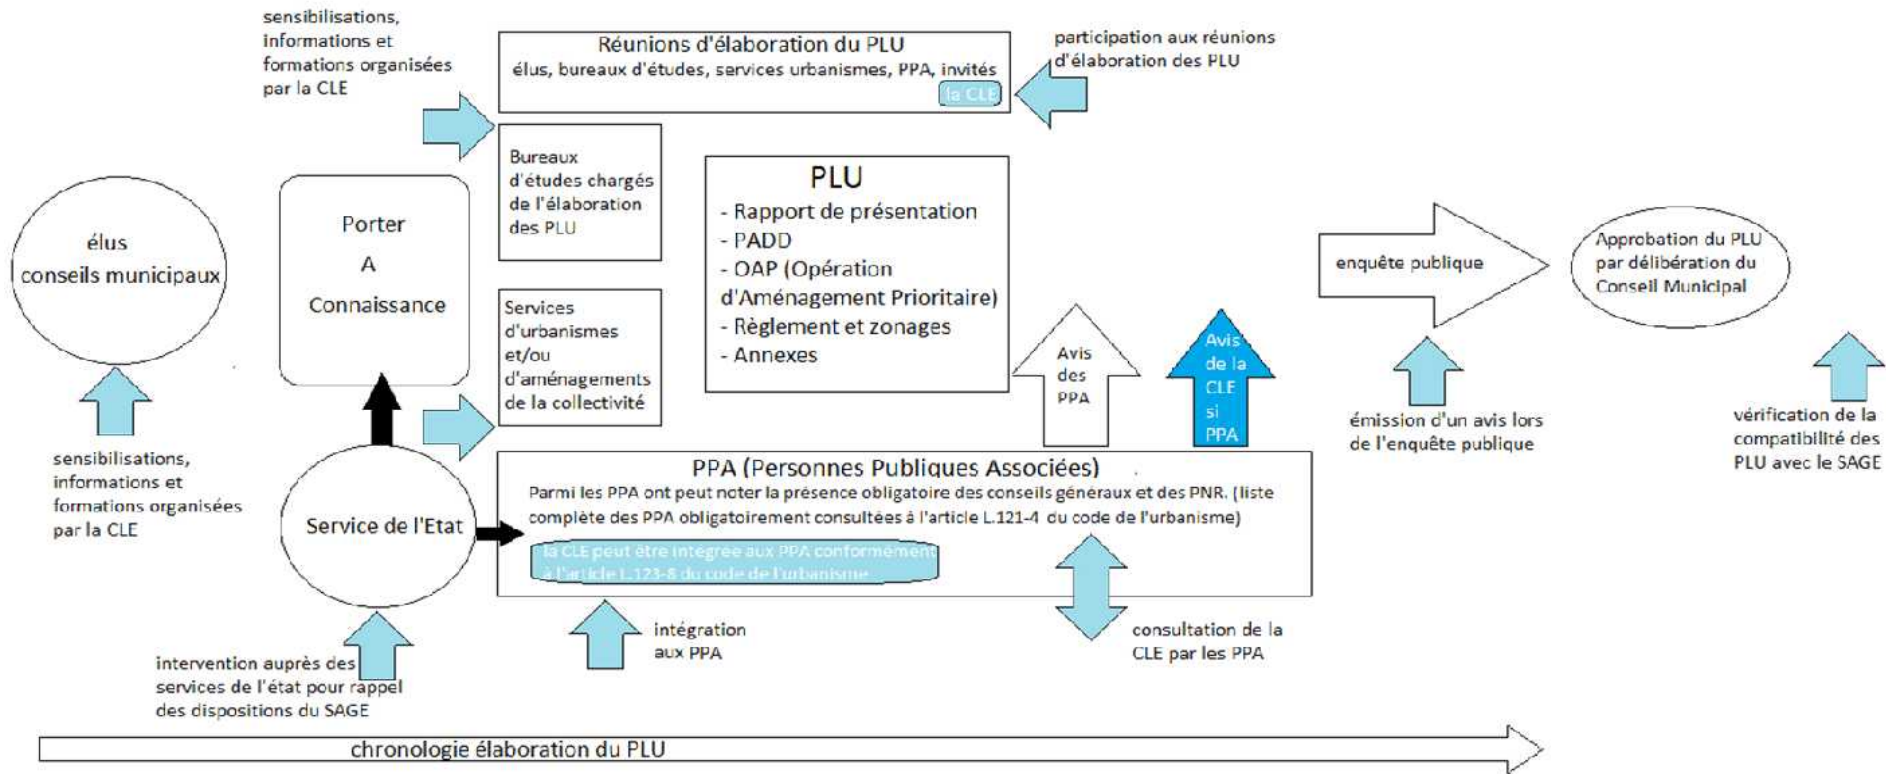 sensibilisations,
informations et
formations organisées
par la CLE
Réunions d'élaboration du PLU
élus, bureaux d'études, services urbanismes, PPA, invités
la CLE
participation aux réunions
d'élaboration des PLU
élus
conseils municipaux
Porter
A
Connaissance
Bureaux
d'études chargés
de l'élaboration
des PLU
Services
d'urbanismes
et/ou
d'aménagements
de la collectivité
PLU
- Rapport de présentation
- PADD
- OAP (Opération
d'Aménagement Prioritaire)
- Règlement et zonages
- Annexes
Avis
des
PPA
Avis
de la
CLE
si
PPA
enquête publique
Approbation du PLU
par délibération du
Conseil Municipal
sensibilisations,
informations et
formations organisées
par la CLE
émission d'un avis lors
de l'enquête publique
vérification de la
compatibilité des
PLU avec le SAGE
Service de l'Etat
PPA (Personnes Publiques Associées)
Parmi les PPA ont peut noter la présence obligatoire des conseils généraux et des PNR. (liste
complète des PPA obligatoirement consultées à l'article L.121-4 du code de l'urbanisme)
la CLE peut être intégrée aux PPA conformément
à l'article L.123-8 du code de l'urbanisme
intervention auprès des
services de l'état pour rappel
des dispositions du SAGE
intégration
aux PPA
consultation de la
CLE par les PPA
chronologie élaboration du PLU